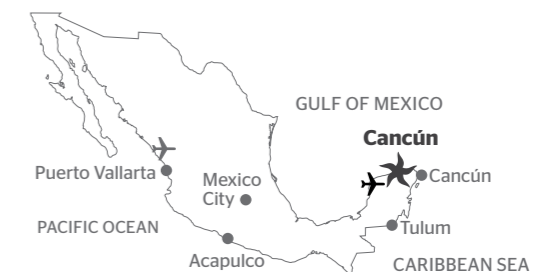 GULF OF MEXICO
Cancún
Puerto Vallarta
Mexico
City
Cancún
PACIFIC OCEAN
Tulum
Acapulco
CARIBBEAN SEA